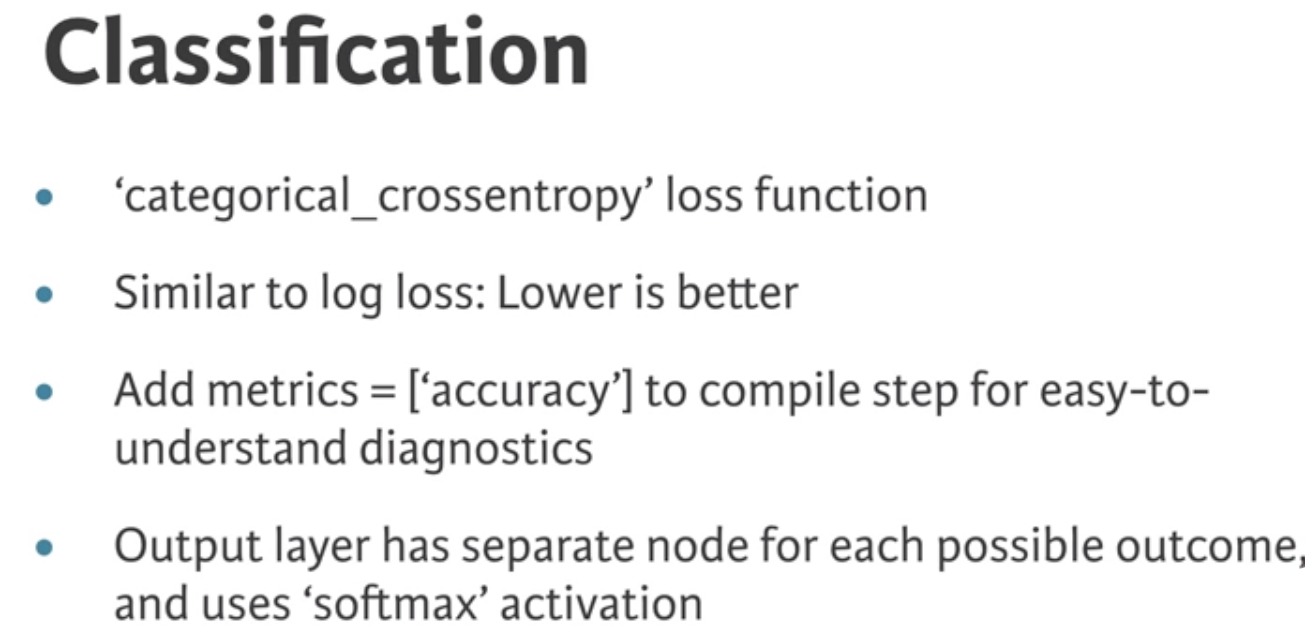 Classification
• ‘categorical_crossentropy’ loss function
• Similar to log loss: Lower is better
• Add metrics = [‘accuracy’] to compile step for easy-to-
understand diagnostics
• Output layer has separate node for each possible outcome,
and uses ‘softmax’ activation